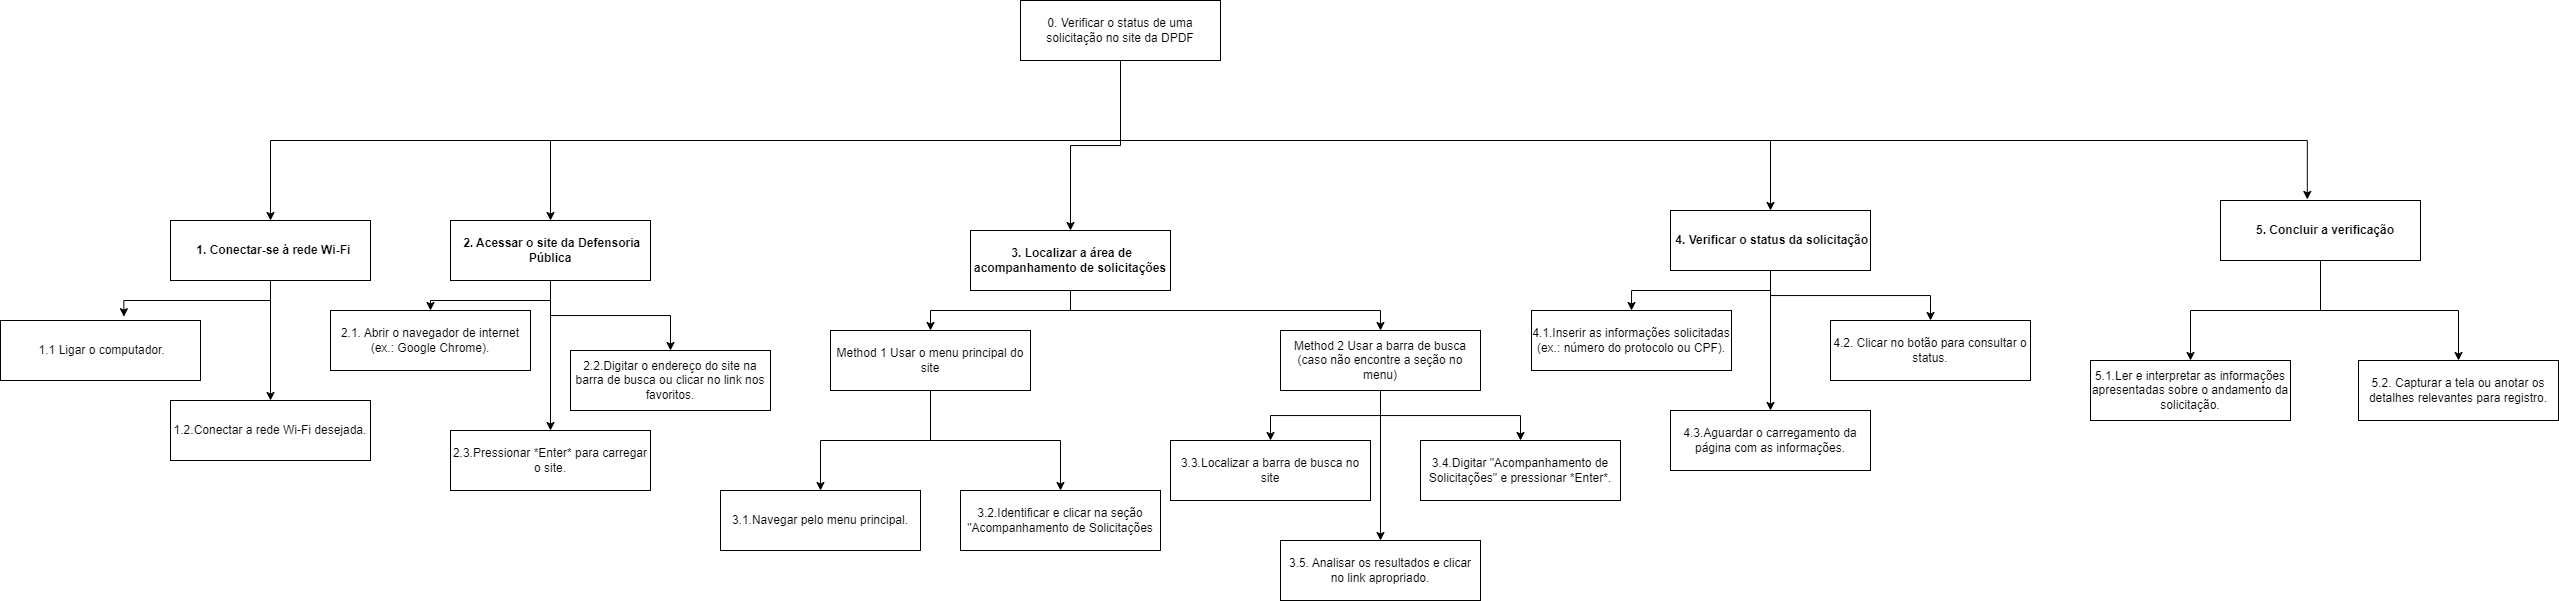 0. Verificar o status de uma
solicitação no site da DPDF
1. Conectar-se à rede Wi-Fi
2. Acessar o site da Defensoria
Pública
3. Localizar a área de
acompanhamento de solicitações
4. Verificar o status da solicitação
5. Concluir a verificação
1.1 Ligar o computador.
1.2.Conectar a rede Wi-Fi desejada.
2.1. Abrir o navegador de internet
(ex.: Google Chrome).
2.2.Digitar o endereço do site na
barra de busca ou clicar no link nos
favoritos.
2.3.Pressionar *Enter* para carregar
o site.
Method 1 Usar o menu principal do
site
Method 2 Usar a barra de busca
(caso não encontre a seção no
menu)
3.1.Navegar pelo menu principal.
3.2.Identificar e clicar na seção
"Acompanhamento de Solicitações
3.3.Localizar a barra de busca no
site
3.4.Digitar "Acompanhamento de
Solicitações" e pressionar *Enter*.
3.5. Analisar os resultados e clicar
no link apropriado.
4.1.Inserir as informações solicitadas
(ex.: número do protocolo ou CPF).
4.2. Clicar no botão para consultar o
status.
4.3.Aguardar o carregamento da
página com as informações.
5.1.Ler e interpretar as informações
apresentadas sobre o andamento da
solicitação.
5.2. Capturar a tela ou anotar os
detalhes relevantes para registro.